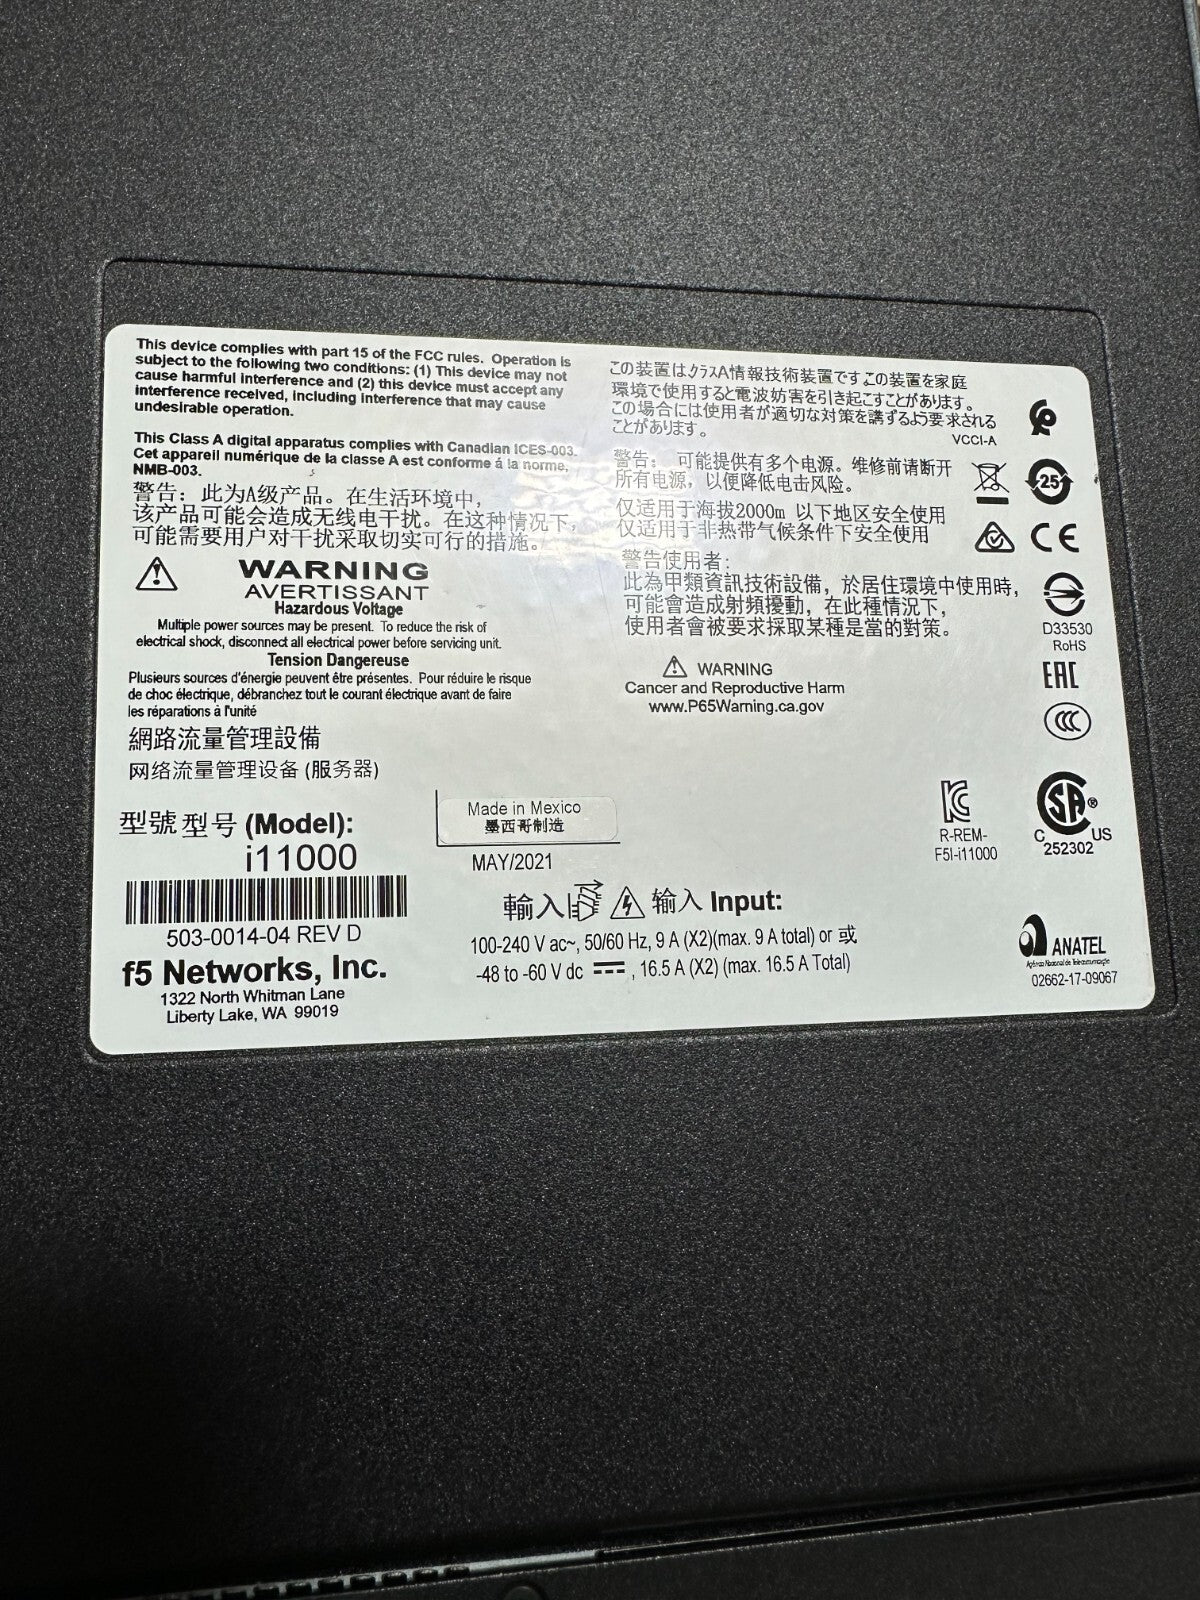 This device complies with part 15 of the FCC rules. Operation is
subject to the following two conditions: (1) This device may not
cause harmful interference and (2) this device must accept any
interference received, including interference that may cause
undesirable operation.
This Class A digital apparatus complies with Canadian ICES-003.
Cet appareil numérique de la classe A est conforme á la norme,
NMB-003.
警告：此为A级产品。在生活环境中，
该产品可能会造成无线电干扰。在这种情况下，
可能需要用户对干扰采取切实可行的措施。
WARNING
AVERTISSANT
Hazardous Voltage
Multiple power sources may be present. To reduce the risk of
electrical shock, disconnect all electrical power before servicing unit.
Tension Dangereuse
Plusieurs sources d'énergie peuvent être présentes. Pour réduire le risque
de choc électrique, débranchez tout le courant électrique avant de faire
les réparations à l'unité
網路流量管理設備
网络流量管理设备 (服务器)
型號 型号 (Model):
i11000
503-0014-04 REV D
f5 Networks, Inc.
1322 North Whitman Lane
Liberty Lake, WA 99019
Made in Mexico
墨西哥制造
MAY/2021
輸入 输入 Input:
100-240 V ac~, 50/60 Hz, 9 A (X2)(max. 9 A total) or 或
-48 to -60 V dc , 16.5 A (X2) (max. 16.5 A Total)
この装置はクラスA情報技術装置ですこの装置を家庭
環境で使用すると電波妨害を引き起こすことがあります。
この場合には使用者が適切な対策を講ずるよう要求される
ことがあります。
VCCI-A
警告： 可能提供有多个电源。维修前请断开
所有电源，以便降低电击风险。
仅适用于海拔2000m 以下地区安全使用
仅适用于非热带气候条件下安全使用
警告使用者：
此為甲類資訊技術設備，於居住環境中使用時，
可能會造成射頻擾動，在此種情況下，
使用者會被要求採取某種是當的對策。
WARNING
Cancer and Reproductive Harm
www.P65Warning.ca.gov
25
CE
D33530
RoHS
EAC
CCC
R-REM-
F5I-i11000
SA®
C US
252302
ANATEL
Agência Nacional de Telecomunicações
02662-17-09067